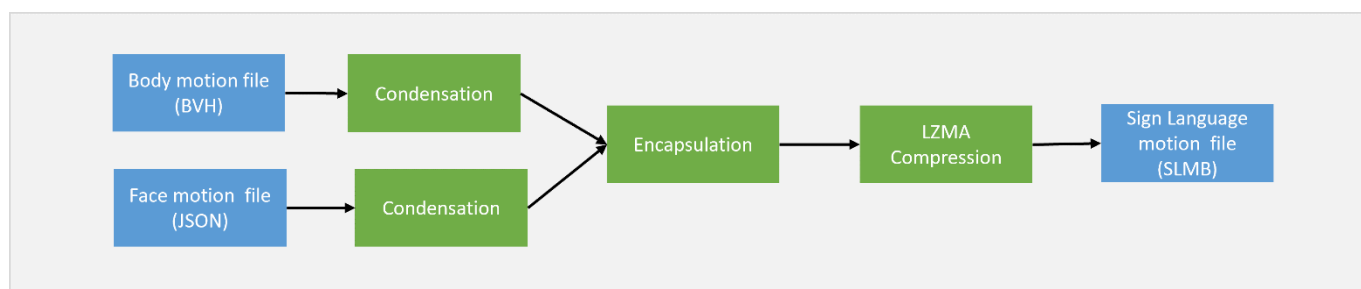 Body motion file
(BVH)
Condensation
Face motion  file
(JSON)
Condensation
Encapsulation
LZMA
Compression
Sign Language
motion  file
(SLMB)